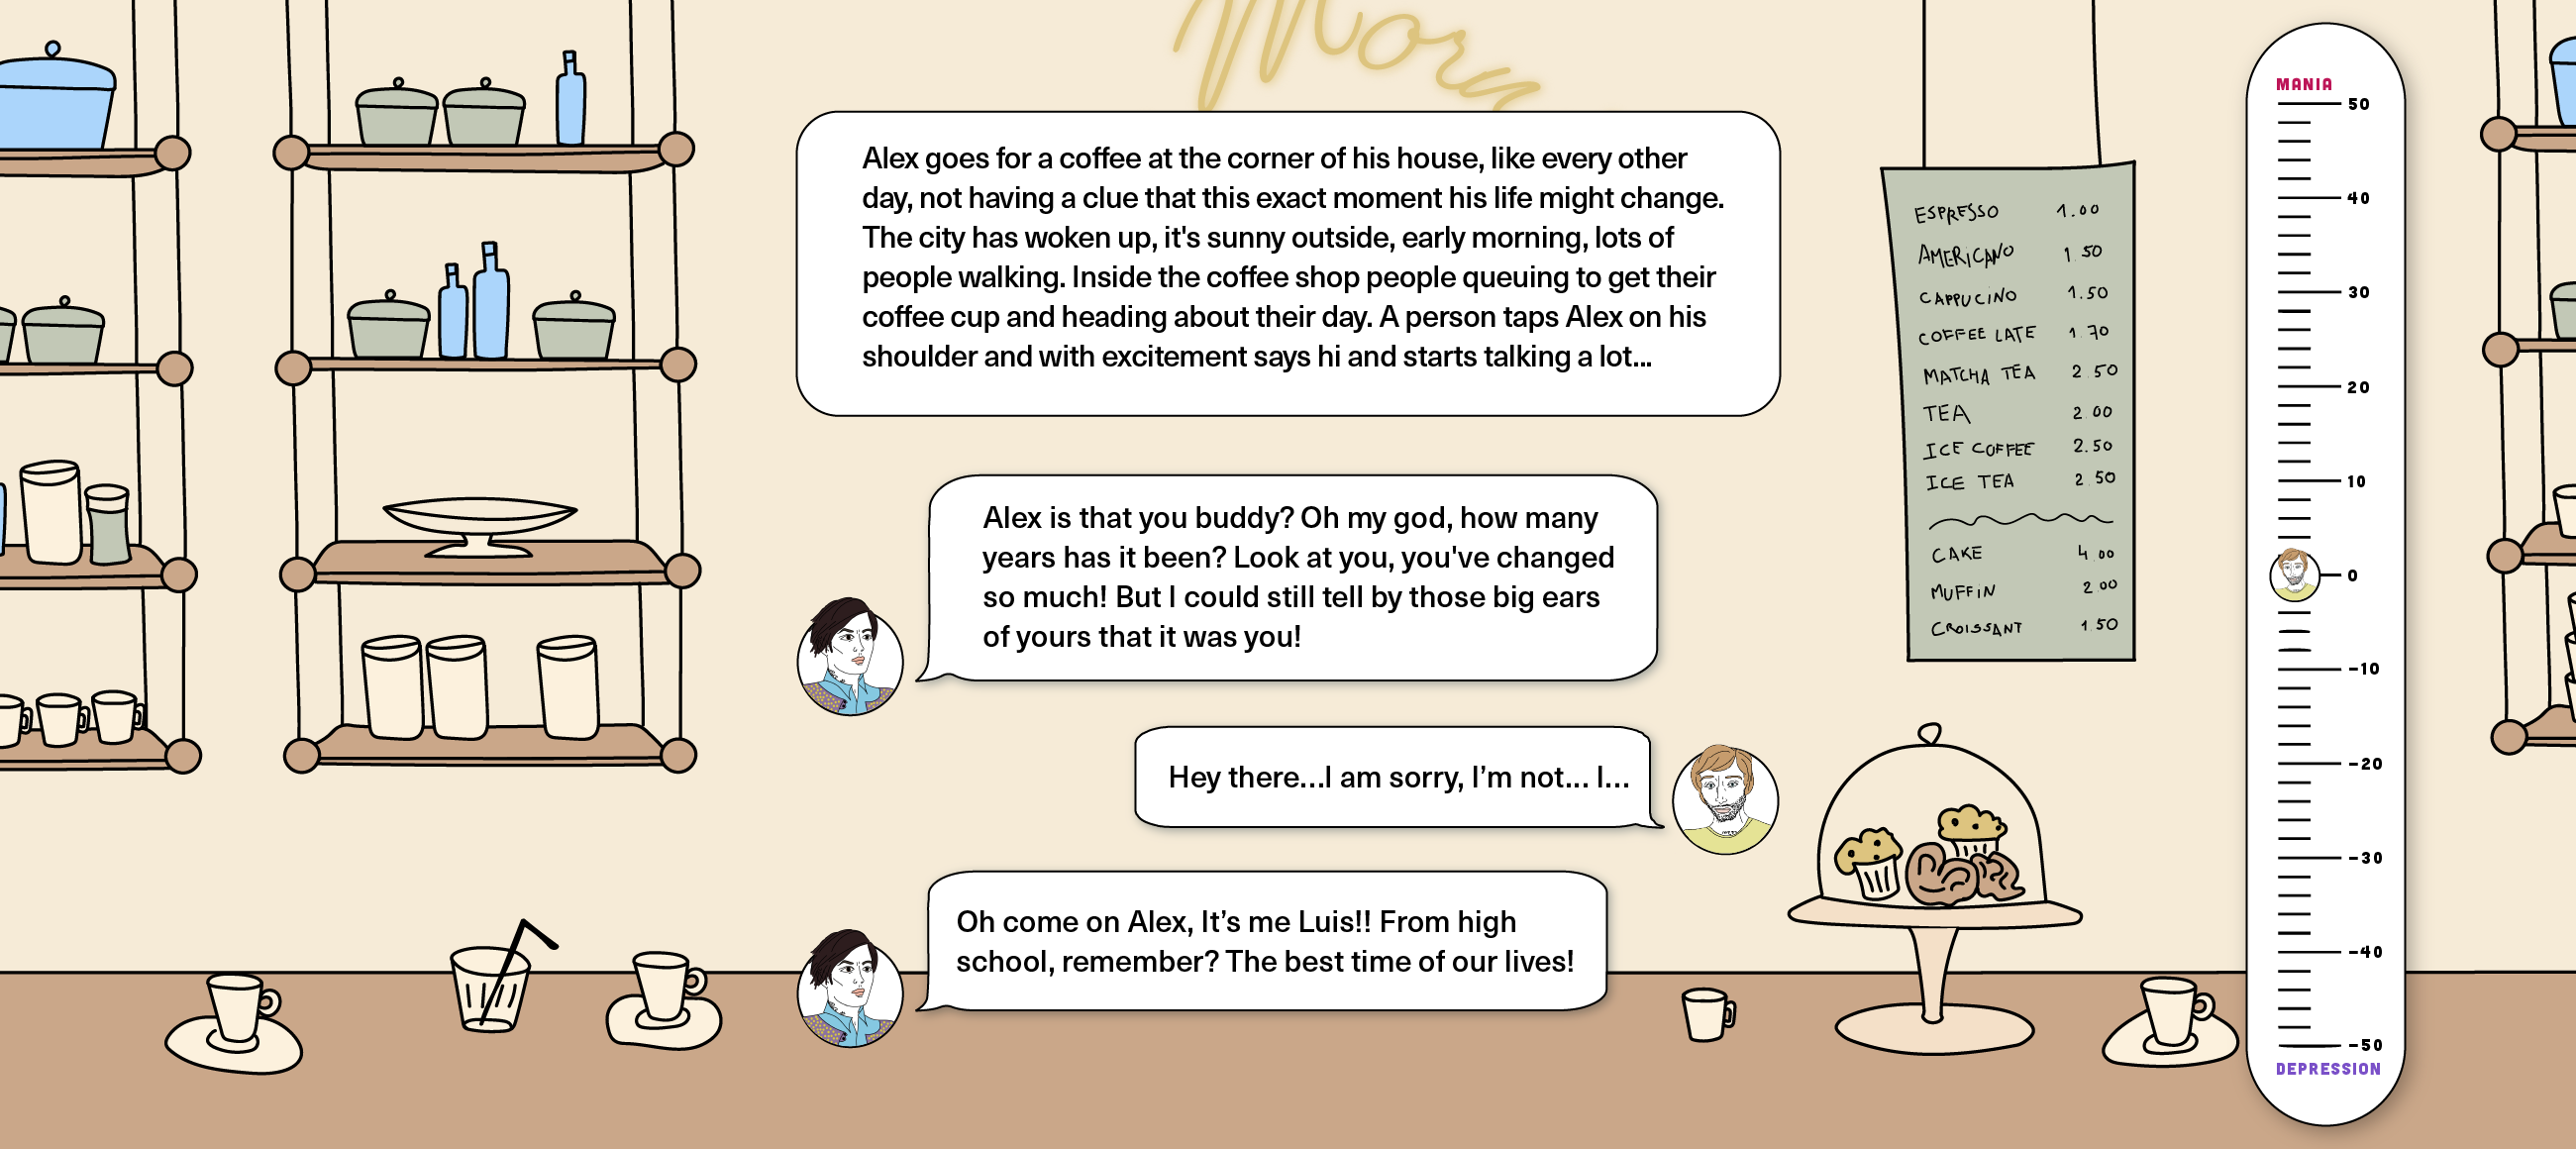 Mor
Alex goes for a coffee at the corner of his house, like every other
day, not having a clue that this exact moment his life might change.
The city has woken up, it's sunny outside, early morning, lots of
people walking. Inside the coffee shop people queuing to get their
coffee cup and heading about their day. A person taps Alex on his
shoulder and with excitement says hi and starts talking a lot...
Alex is that you buddy? Oh my god, how many
years has it been? Look at you, you've changed
so much! But I could still tell by those big ears
of yours that it was you!
Hey there...I am sorry, I’m not... I...
Oh come on Alex, It’s me Luis!! From high
school, remember? The best time of our lives!
ESPRESSO 1.00
AMERICANO 1.50
CAPPUCINO 1.50
COFFEE LATE 1.70
MATCHA TEA 2 50
TEA 2 00
ICE COFFEE 2.50
ICE TEA 2 50
CAKE 4.00
MUFFIN 2 00
CROISSANT 1 50
MANIA
50
40
30
20
10
0
-10
-20
-30
-40
-50
DEPRESSION